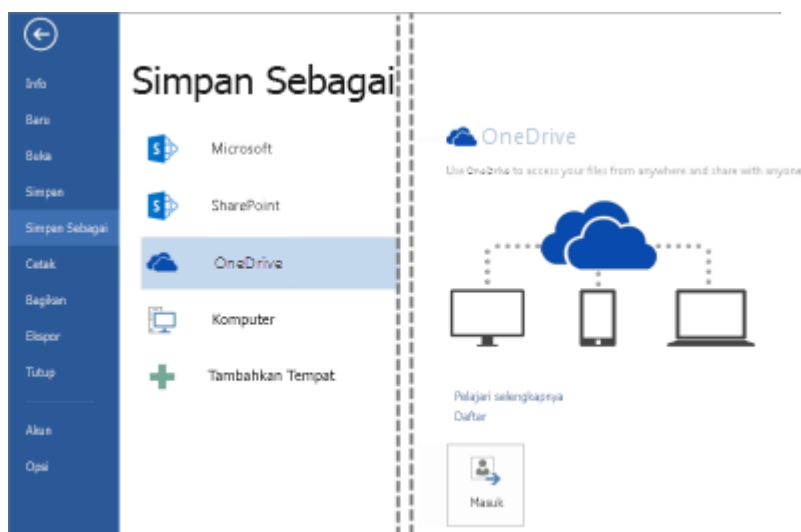 Info
Baru
Buka
Simpan
Simpan Sebagai
Cetak
Bagikan
Ekspor
Tutup
Akun
Opsi
Simpan Sebagai
Microsoft
SharePoint
OneDrive
Komputer
Tambahkan Tempat
OneDrive
Use OneDrive to access your files from anywhere and share with anyone
Pelajari selengkapnya
Daftar
Masuk